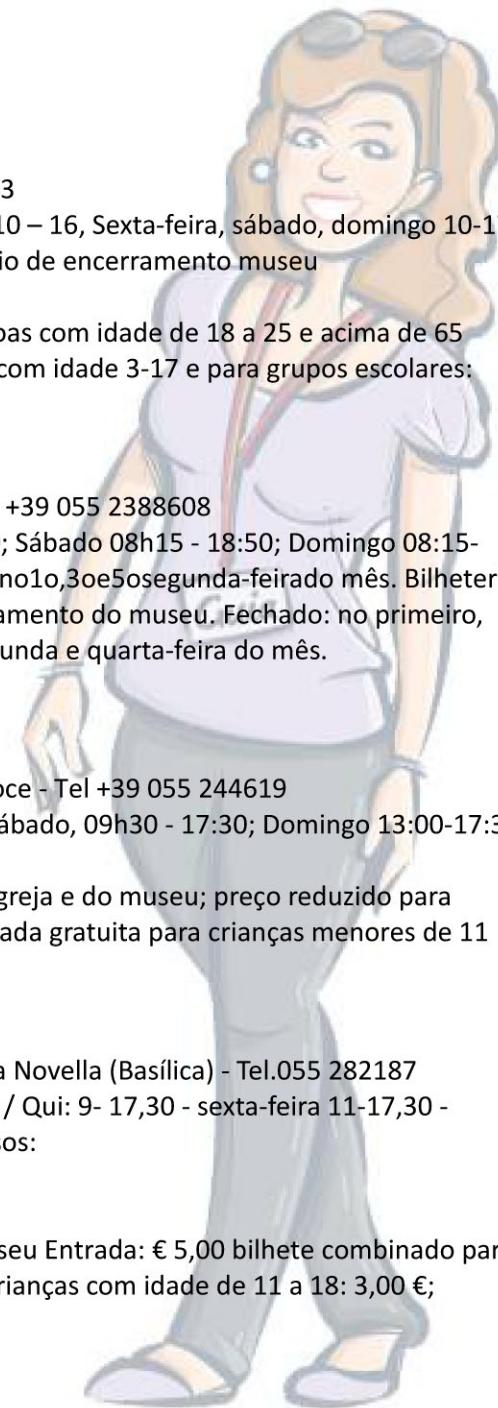 3
10 – 16, Sexta-feira, sábado, domingo 10-1
io de encerramento museu
oas com idade de 18 a 25 e acima de 65
com idade 3-17 e para grupos escolares:
+39 055 2388608
; Sábado 08h15 - 18:50; Domingo 08:15-
no1o,3oe5osegunda-feirado mês. Bilheter
amento do museu. Fechado: no primeiro,
unda e quarta-feira do mês.
Guia
oce - Tel +39 055 244619
ábado, 09h30 - 17:30; Domingo 13:00-17:3
greja e do museu; preço reduzido para
ada gratuita para crianças menores de 11
a Novella (Basílica) - Tel.055 282187
/ Qui: 9- 17,30 - sexta-feira 11-17,30 -
sos:
seu Entrada: € 5,00 bilhete combinado par
rianças com idade de 11 a 18: 3,00 €;